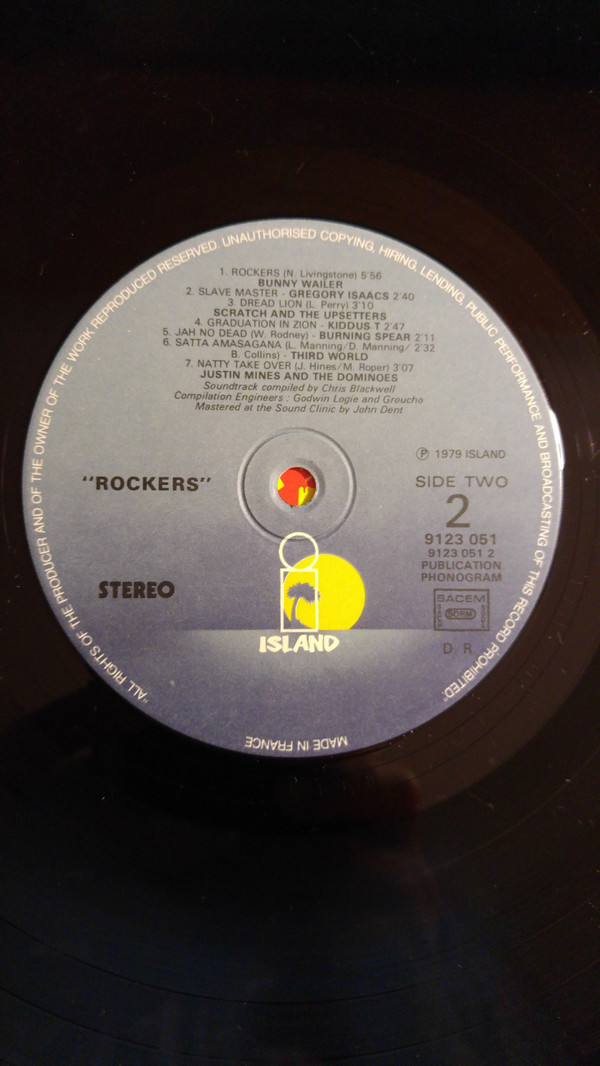 "ALL RIGHTS OF THE PRODUCER AND OF THE OWNER OF THE WORK REPRODUCED RESERVED. UNAUTHORISED COPYING, HIRING, LENDING, PUBLIC PERFORMANCE AND BROADCASTING OF THIS RECORD PROHIBITED."
1. ROCKERS (N. Livingstone) 5'56
BUNNY WAILER
2. SLAVE MASTER - GREGORY ISAACS 2'40
3. DREAD LION (L. Perry) 3'10
SCRATCH AND THE UPSETTERS
4. GRADUATION IN ZION - KIDDUS T 2'47
5. JAH NO DEAD (W. Rodney) - BURNING SPEAR 2'11
6. SATTA AMASAGANA (L. Manning/D. Manning/ 2'32
B. Collins) - THIRD WORLD
7. NATTY TAKE OVER (J. Hines/M. Roper) 3'07
JUSTIN MINES AND THE DOMINOES
Soundtrack compiled by Chris Blackwell
Compilation Engineers : Godwin Logie and Groucho
Mastered at the Sound Clinic by John Dent
"ROCKERS"
STEREO
Ⓟ 1979 ISLAND
SIDE TWO
2
9123 051
9123 051 2
PUBLICATION
PHONOGRAM
SACEM
SDRM
D. R.
ISLAND
MADE IN FRANCE